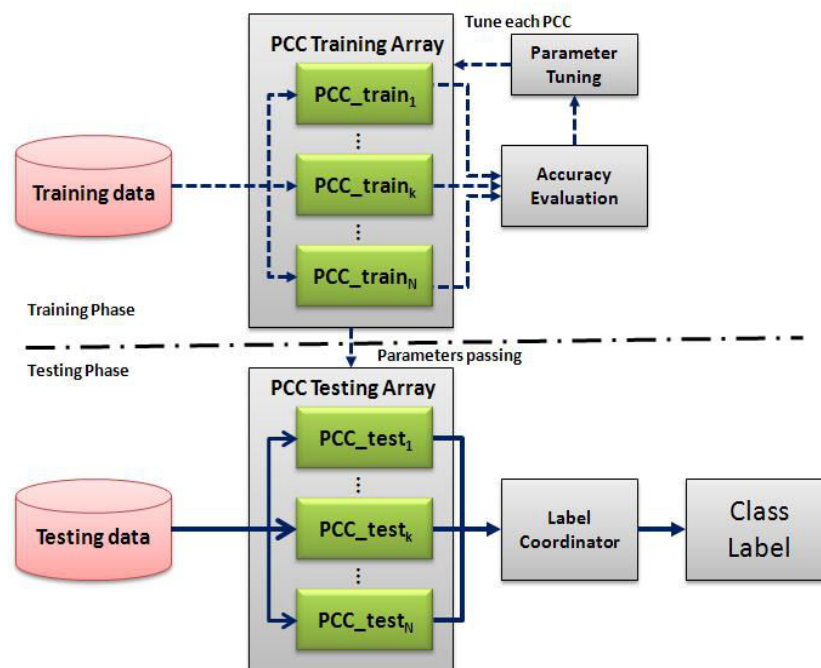 Tune each PCC
PCC Training Array
Parameter
Tuning
PCC_train1
⋮
Training data
PCC_traink
Accuracy
Evaluation
⋮
PCC_trainN
Training Phase
Parameters passing
Testing Phase
PCC Testing Array
PCC_test1
⋮
Testing data
PCC_testk
Label
Coordinator
Class
Label
⋮
PCC_testN